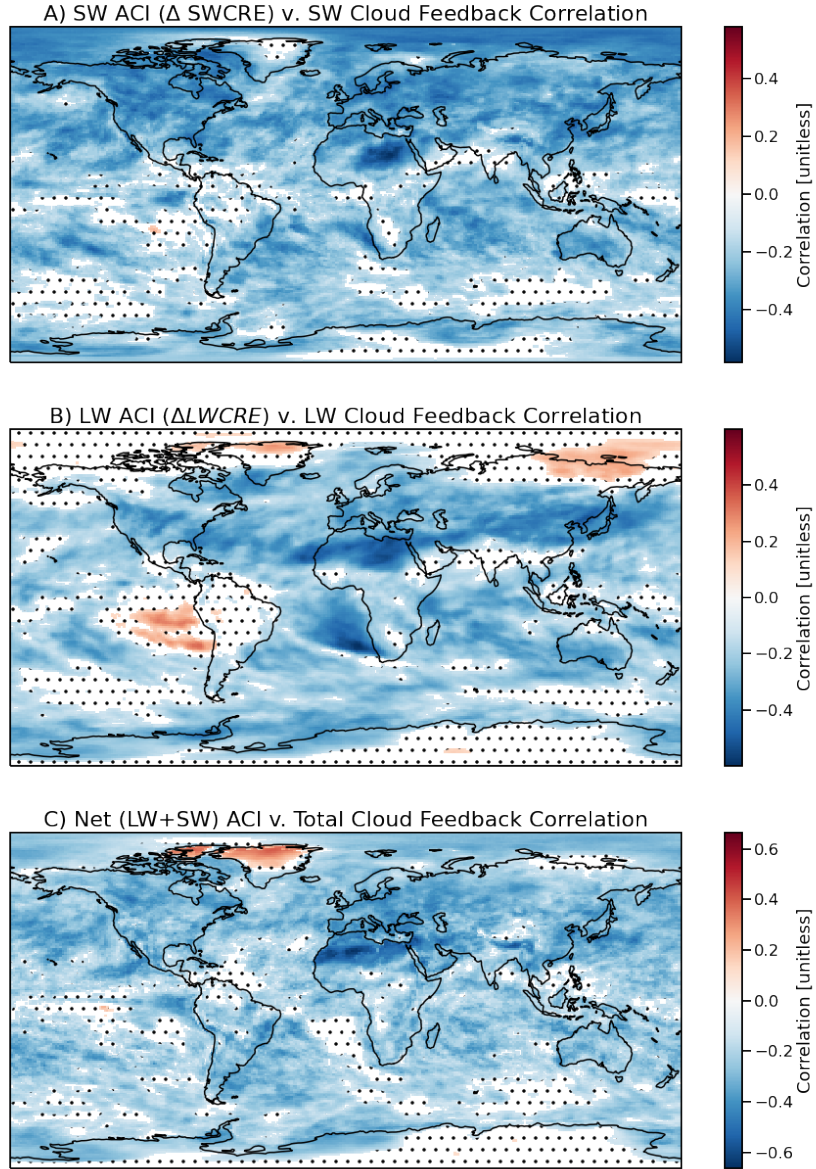 A) SW ACI (Δ SWCRE) v. SW Cloud Feedback Correlation
0.4
0.2
0.0
−0.2
−0.4
Correlation [unitless]
B) LW ACI (ΔLWCRE) v. LW Cloud Feedback Correlation
0.4
0.2
0.0
−0.2
−0.4
Correlation [unitless]
C) Net (LW+SW) ACI v. Total Cloud Feedback Correlation
0.6
0.4
0.2
0.0
−0.2
−0.4
−0.6
Correlation [unitless]